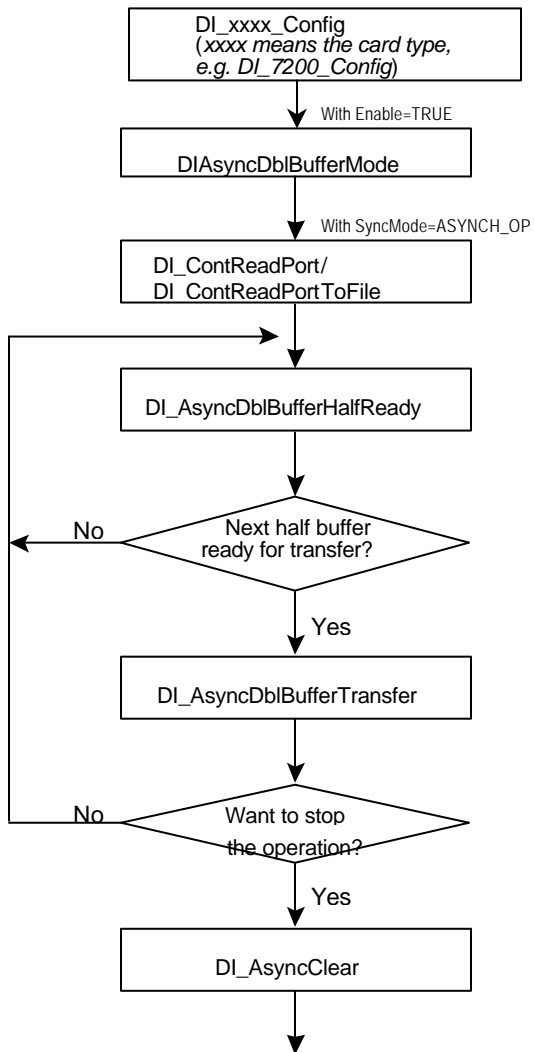 DI_xxxx_Config
(xxxx means the card type,
e.g. DI_7200_Config)
With Enable=TRUE
DIAsyncDblBufferMode
With SyncMode=ASYNCH_OP
DI_ContReadPort/
DI_ContReadPortToFile
DI_AsyncDblBufferHalfReady
No
Next half buffer
ready for transfer?
Yes
DI_AsyncDblBufferTransfer
No
Want to stop
the operation?
Yes
DI_AsyncClear